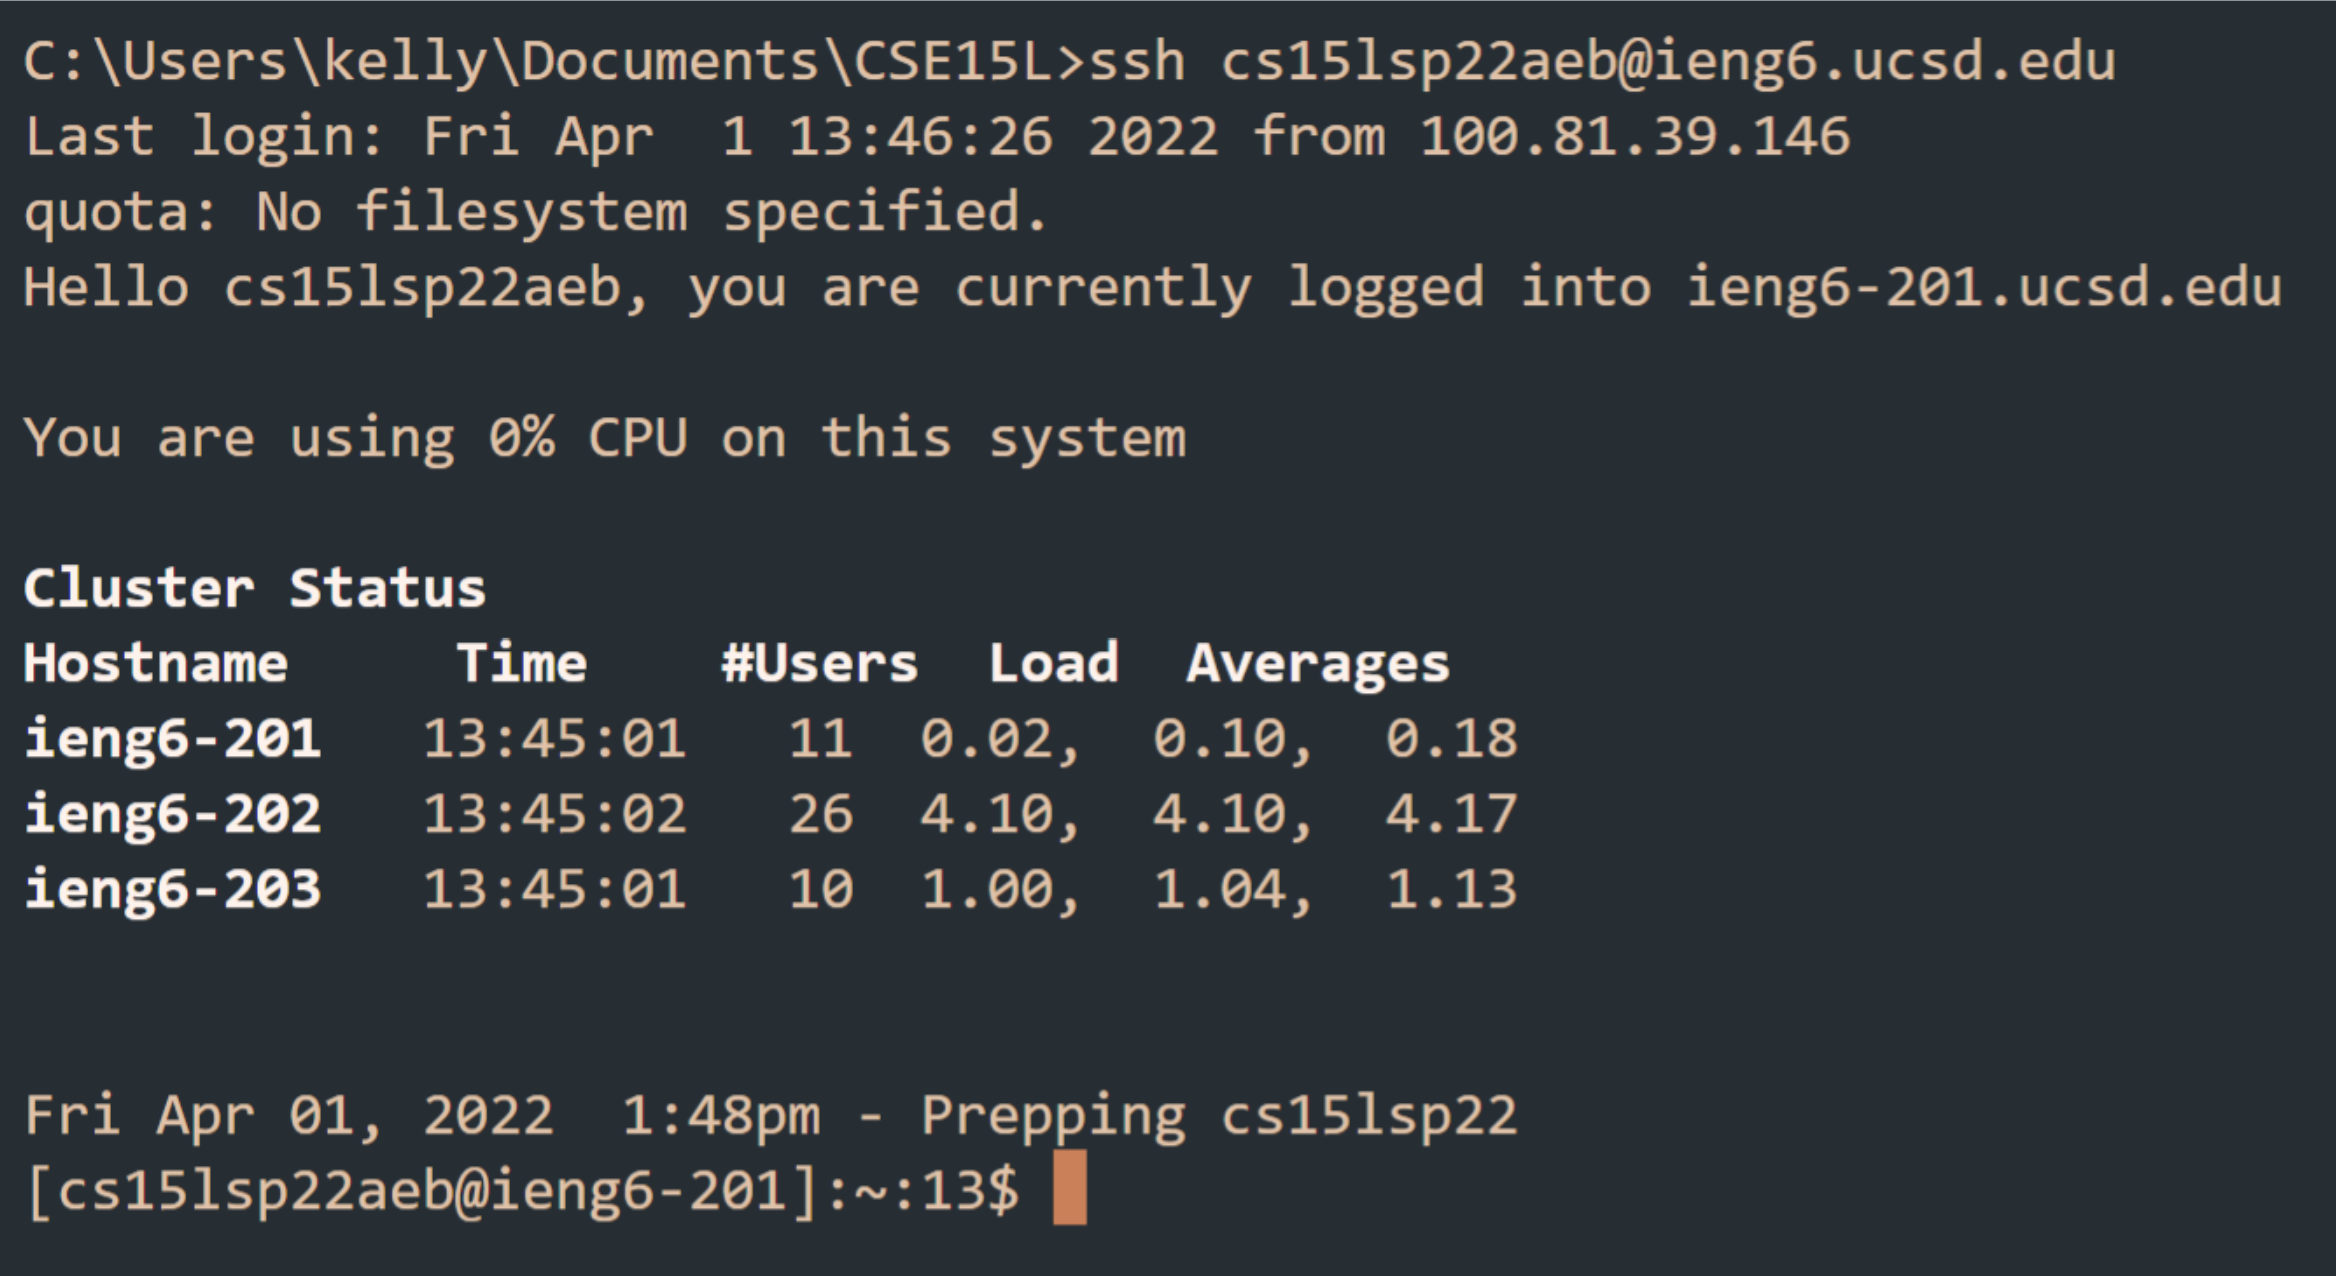 C:\Users\kelly\Documents\CSE15L>ssh cs15lsp22aeb@ieng6.ucsd.edu
Last login: Fri Apr  1 13:46:26 2022 from 100.81.39.146
quota: No filesystem specified.
Hello cs15lsp22aeb, you are currently logged into ieng6-201.ucsd.edu
You are using 0% CPU on this system
Cluster Status
Hostname     Time    #Users  Load  Averages
ieng6-201   13:45:01   11  0.02,  0.10,  0.18
ieng6-202   13:45:02   26  4.10,  4.10,  4.17
ieng6-203   13:45:01   10  1.00,  1.04,  1.13
Fri Apr 01, 2022  1:48pm - Prepping cs15lsp22
[cs15lsp22aeb@ieng6-201]:~:13$